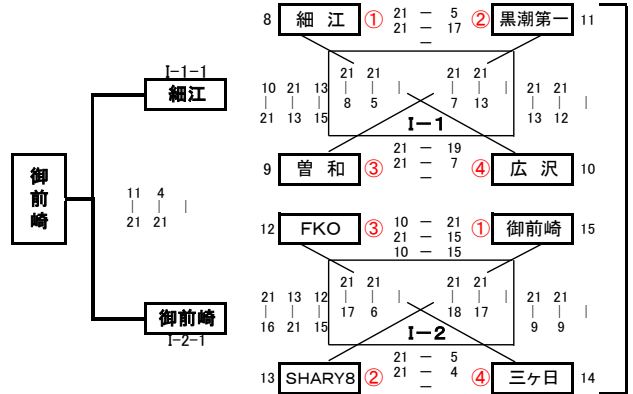 8 細江 ① 21 － 5 ② 黒潮第一 11
21 － 17
－
I-1-1
細江
21 21 21 21
10 21 13 | | | | | | 21 21
| | | 8 5 7 13 | | |
21 13 15 13 12
I－1
21 － 19
9 曽和 ③ 21 － 7 ④ 広沢 10
－
御前崎
11 4
| | |
21 21
12 FKO ③ 10 － 21 ① 御前崎 15
21 － 15
10 － 15
21 21 21 21
21 13 12 | | | | | | 21 21
| | | 17 6 18 17 | | |
16 21 15 9 9
御前崎
I-2-1
I－2
21 － 5
13 SHARY8 ② 21 － 4 ④ 三ヶ日 14
－